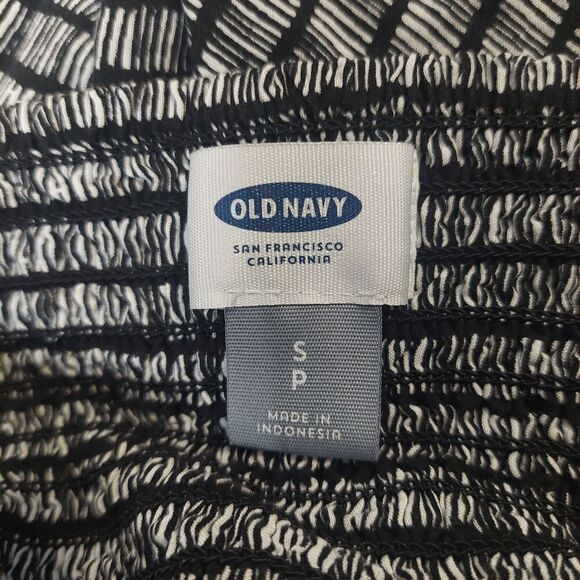 OLD NAVY
SAN FRANCISCO
CALIFORNIA
S
P
MADE IN
INDONESIA